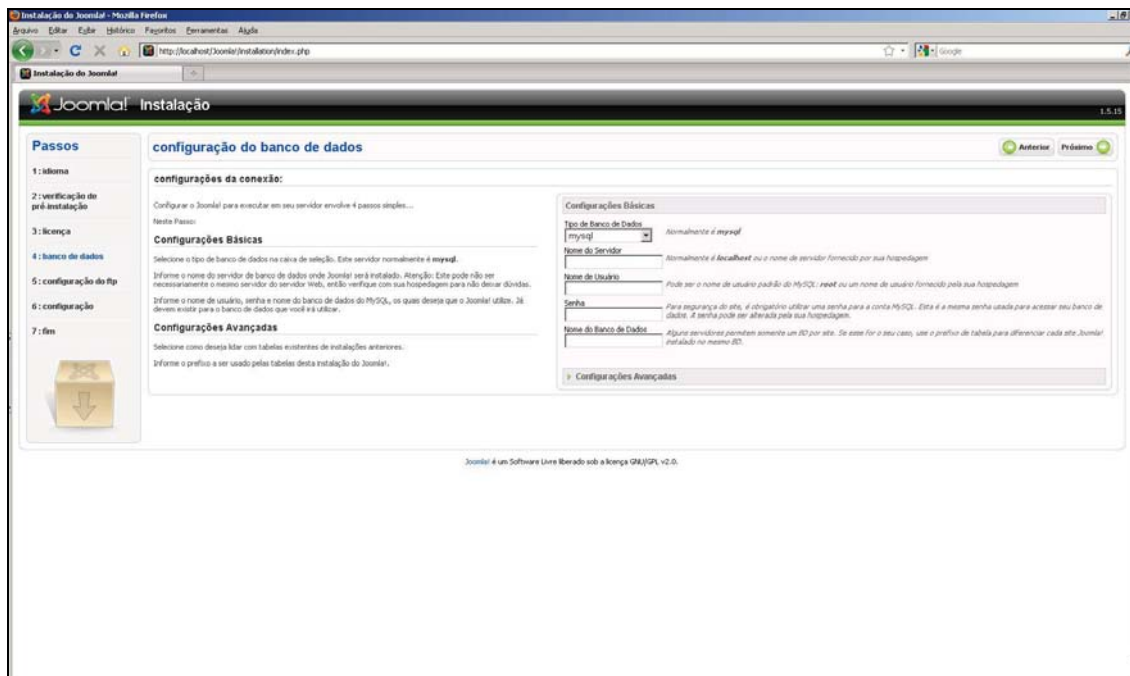 Instalação do Joomla! - Mozilla Firefox
Arquivo Editar Exibir Histórico Favoritos Ferramentas Ajuda
http://localhost/Joomla!/installation/index.php
Google
Instalação do Joomla!
Joomla! Instalação
1.5.15
Passos
1 : idioma
2 : verificação de
pré-instalação
3 : licença
4 : banco de dados
5 : configuração do ftp
6 : configuração
7 : fim
configuração do banco de dados
Anterior
Próximo
configurações da conexão:
Configurar o Joomla! para executar em seu servidor envolve 4 passos simples...
Neste Passo:
Configurações Básicas
Selecione o tipo de banco de dados na caixa de seleção. Este servidor normalmente é mysql.
Informe o nome do servidor de banco de dados onde Joomla! será instalado. Atenção: Este pode não ser
necessariamente o mesmo servidor do servidor Web, então verifique com sua hospedagem para não deixar dúvidas.
Informe o nome de usuário, senha e nome do banco de dados do MySQL, os quais deseja que o Joomla! utilize. Já
devem existir para o banco de dados que você irá utilizar.
Configurações Avançadas
Selecione como deseja lidar com tabelas existentes de instalações anteriores.
Informe o prefixo a ser usado pelas tabelas desta instalação do Joomla!.
Configurações Básicas
Tipo de Banco de Dados
mysql
Normalmente é mysql
Nome do Servidor
Normalmente é localhost ou o nome de servidor fornecido por sua hospedagem
Nome de Usuário
Pode ser o nome de usuário padrão do MySQL: root ou um nome de usuário fornecido pela sua hospedagem
Senha
Para segurança do site, é obrigatório utilizar uma senha para a conta MySQL. Esta é a mesma senha usada para acessar seu banco de
dados. A senha pode ser alterada pela sua hospedagem.
Nome do Banco de Dados
Alguns servidores permitem somente um BD por site. Se esse for o seu caso, use o prefixo de tabela para diferenciar cada site Joomla!
instalado no mesmo BD.
Configurações Avançadas
Joomla! é um Software Livre liberado sob a licença GNU/GPL v2.0.